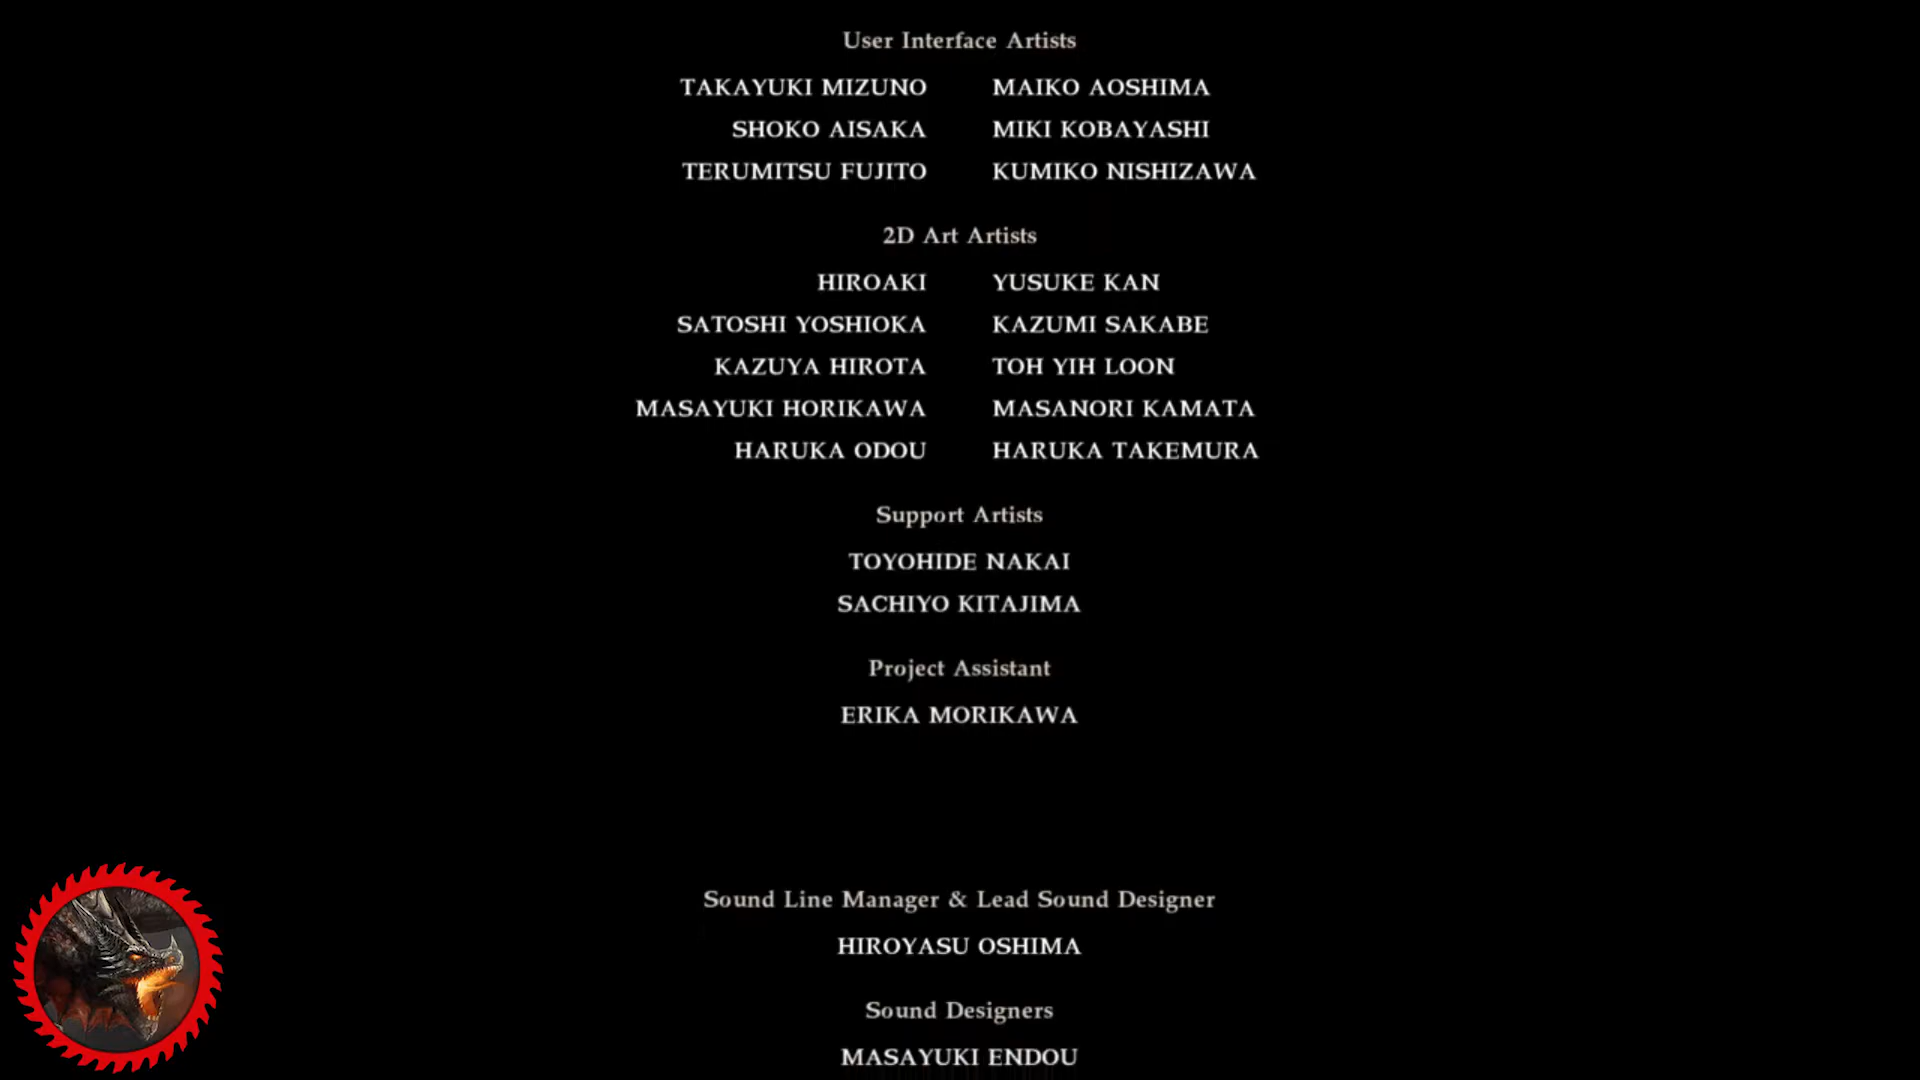 User Interface Artists
TAKAYUKI MIZUNO MAIKO AOSHIMA
SHOKO AISAKA MIKI KOBAYASHI
TERUMITSU FUJITO KUMIKO NISHIZAWA
2D Art Artists
HIROAKI YUSUKE KAN
SATOSHI YOSHIOKA KAZUMI SAKABE
KAZUYA HIROTA TOH YIH LOON
MASAYUKI HORIKAWA MASANORI KAMATA
HARUKA ODOU HARUKA TAKEMURA
Support Artists
TOYOHIDE NAKAI
SACHIYO KITAJIMA
Project Assistant
ERIKA MORIKAWA
Sound Line Manager & Lead Sound Designer
HIROYASU OSHIMA
Sound Designers
MASAYUKI ENDOU